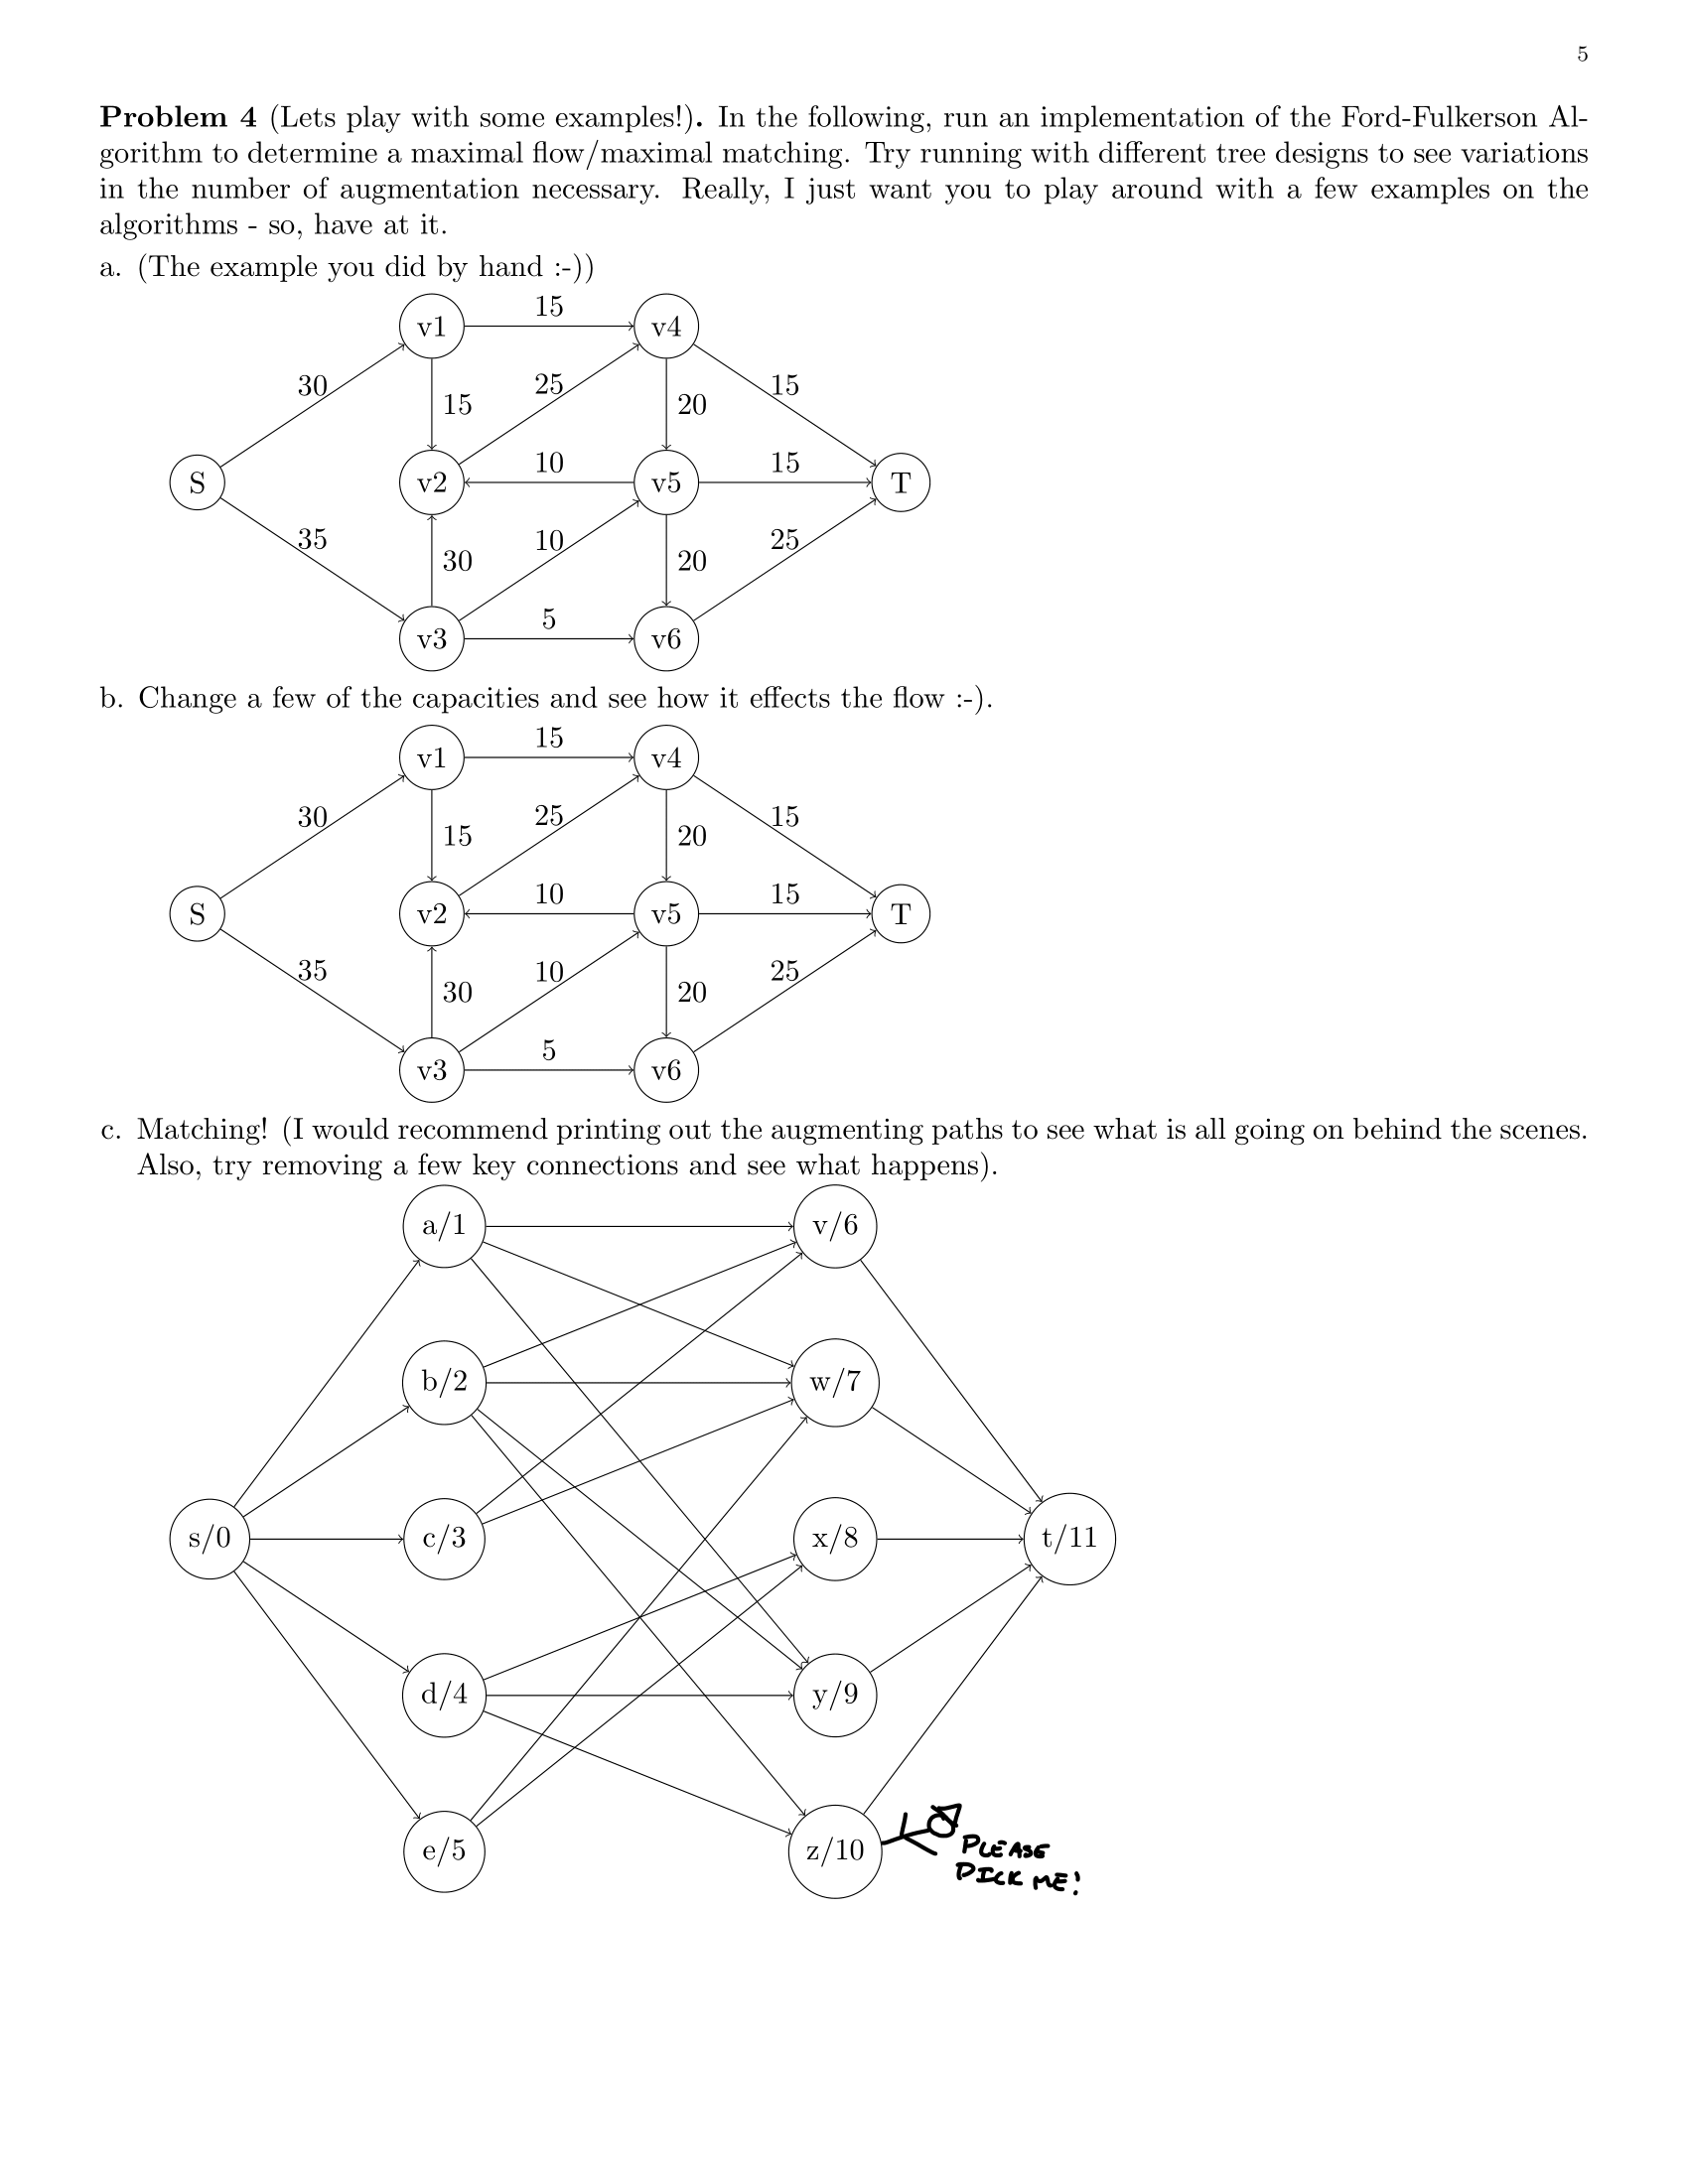 5
Problem 4 (Lets play with some examples!). In the following, run an implementation of the Ford-Fulkerson Al-
gorithm to determine a maximal flow/maximal matching. Try running with different tree designs to see variations
in the number of augmentation necessary. Really, I just want you to play around with a few examples on the
algorithms - so, have at it.
a. (The example you did by hand :-))
15
v1
v4
30
15
25
20
15
S
v2
10
v5
15
T
35
30
10
20
25
v3
5
v6
b. Change a few of the capacities and see how it effects the flow :-).
15
v1
v4
30
15
25
20
15
S
v2
10
v5
15
T
35
30
10
20
25
v3
5
v6
c. Matching! (I would recommend printing out the augmenting paths to see what is all going on behind the scenes.
Also, try removing a few key connections and see what happens).
a/1
v/6
b/2
w/7
s/0
c/3
x/8
t/11
d/4
y/9
e/5
z/10
PLEASE
PICK ME!